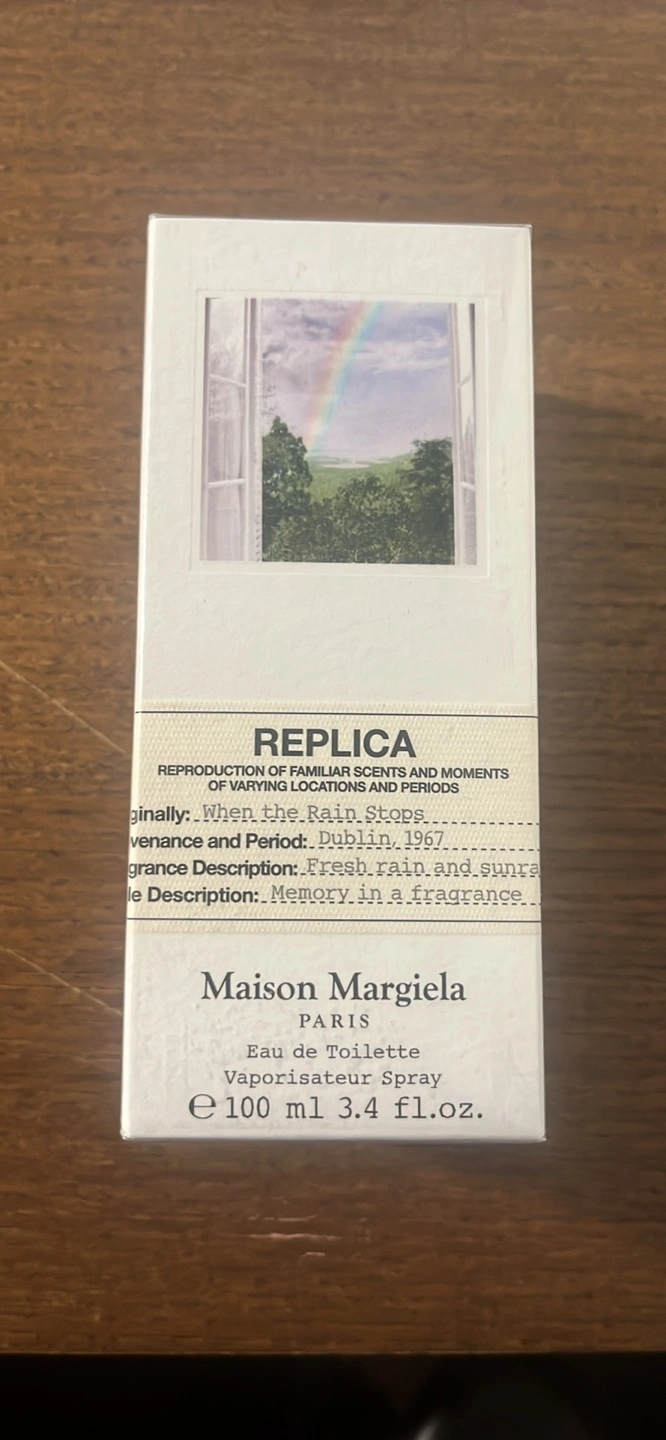 REPLICA
REPRODUCTION OF FAMILIAR SCENTS AND MOMENTS
OF VARYING LOCATIONS AND PERIODS
ginally: When the Rain Stops
venance and Period: Dublin, 1967
grance Description: Fresh rain and sunra
le Description: Memory in a fragrance
Maison Margiela
PARIS
Eau de Toilette
Vaporisateur Spray
℮ 100 ml 3.4 fl.oz.